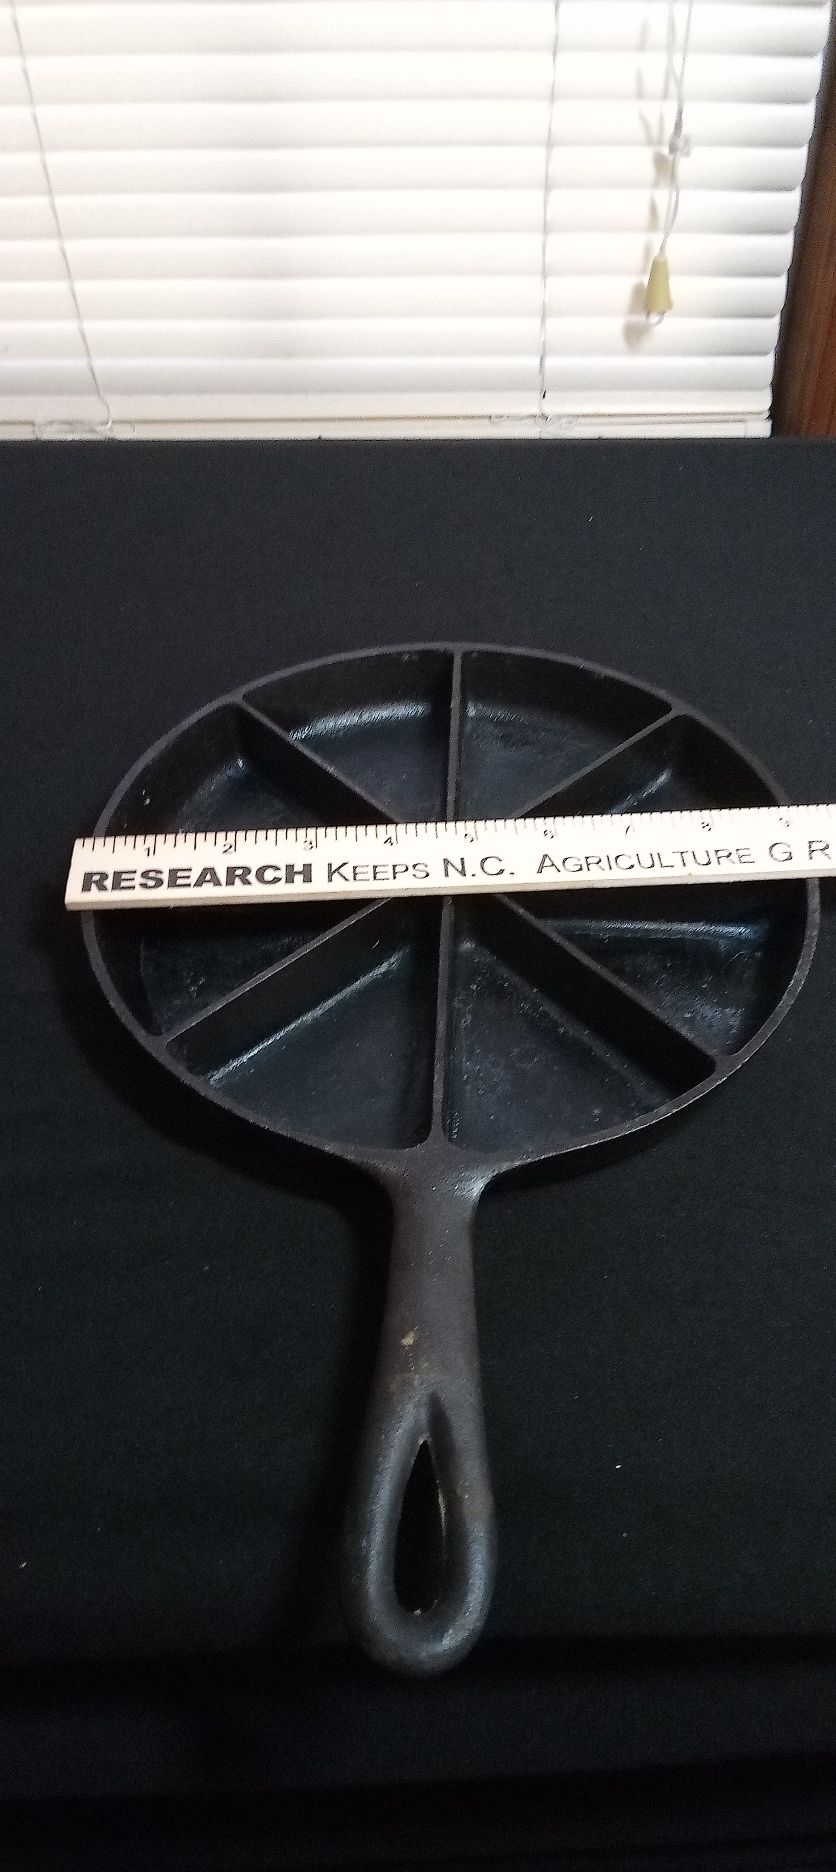 1 2 3 4 5 6 7 8 9
RESEARCH KEEPS N.C. AGRICULTURE G R